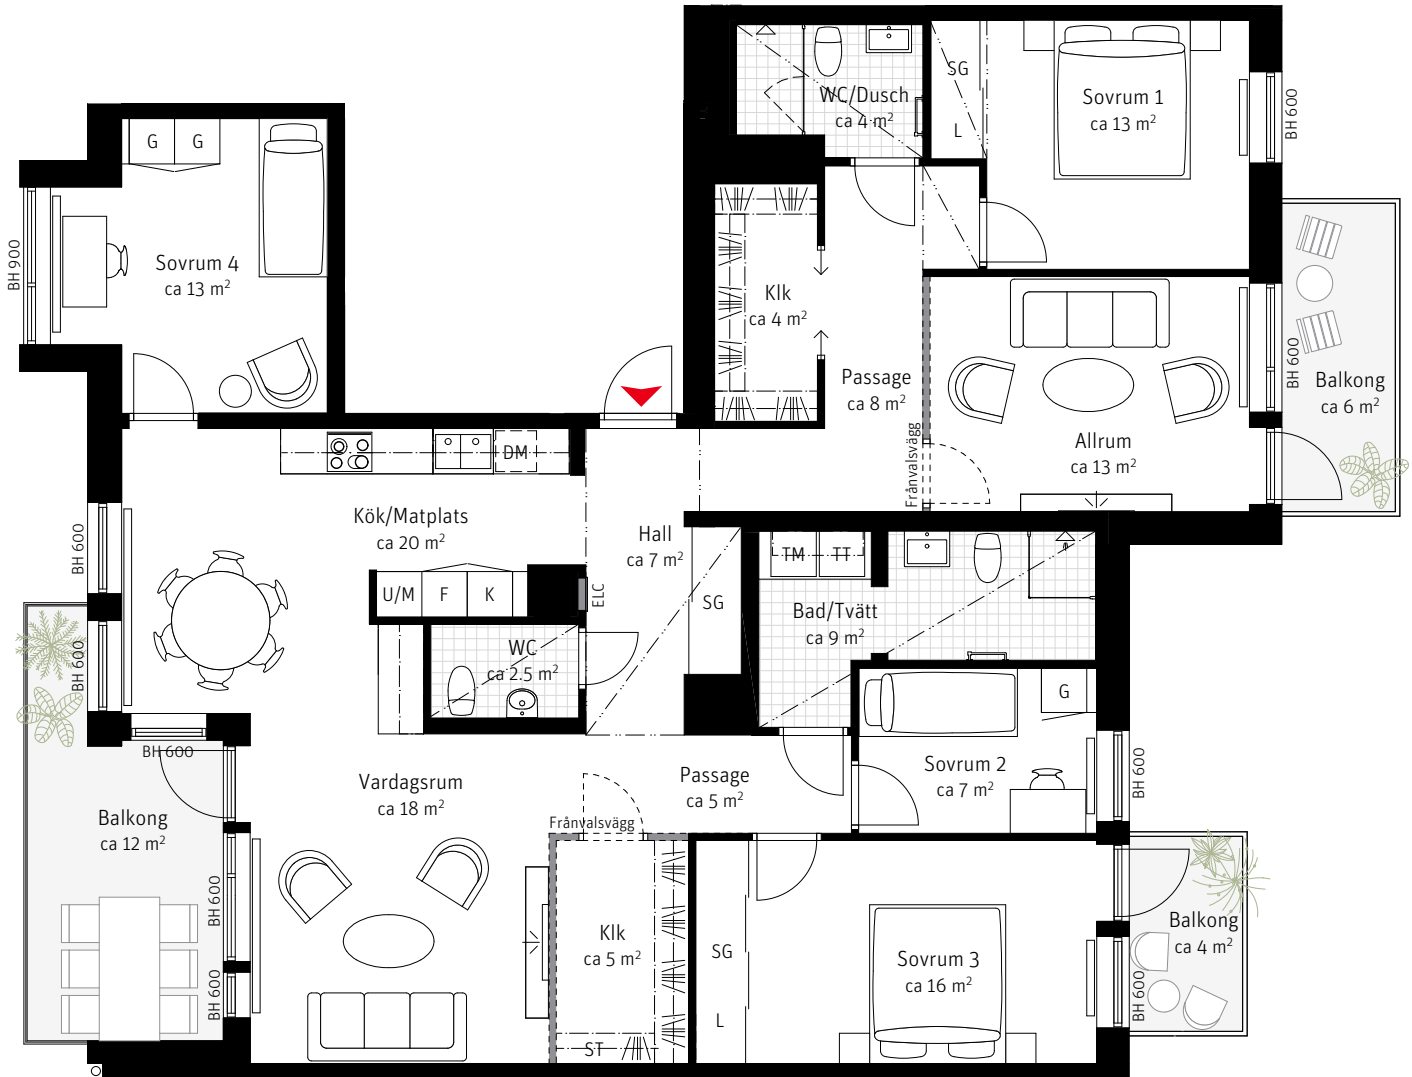 SG
L
WC/Dusch
ca 4 m²
Sovrum 1
ca 13 m²
BH 600
G
G
BH 900
Sovrum 4
ca 13 m²
Klk
ca 4 m²
Passage
ca 8 m²
Frånvalsvägg
Allrum
ca 13 m²
BH 600
Balkong
ca 6 m²
DM
Kök/Matplats
ca 20 m²
BH 600
BH 600
BH 600
U/M
F
K
ELC
Hall
ca 7 m²
SG
WC
ca 2.5 m²
TM
TT
Bad/Tvätt
ca 9 m²
G
Sovrum 2
ca 7 m²
BH 600
Passage
ca 5 m²
Vardagsrum
ca 18 m²
Frånvalsvägg
Balkong
ca 12 m²
BH 600
BH 600
Klk
ca 5 m²
ST
SG
L
Sovrum 3
ca 16 m²
BH 600
Balkong
ca 4 m²